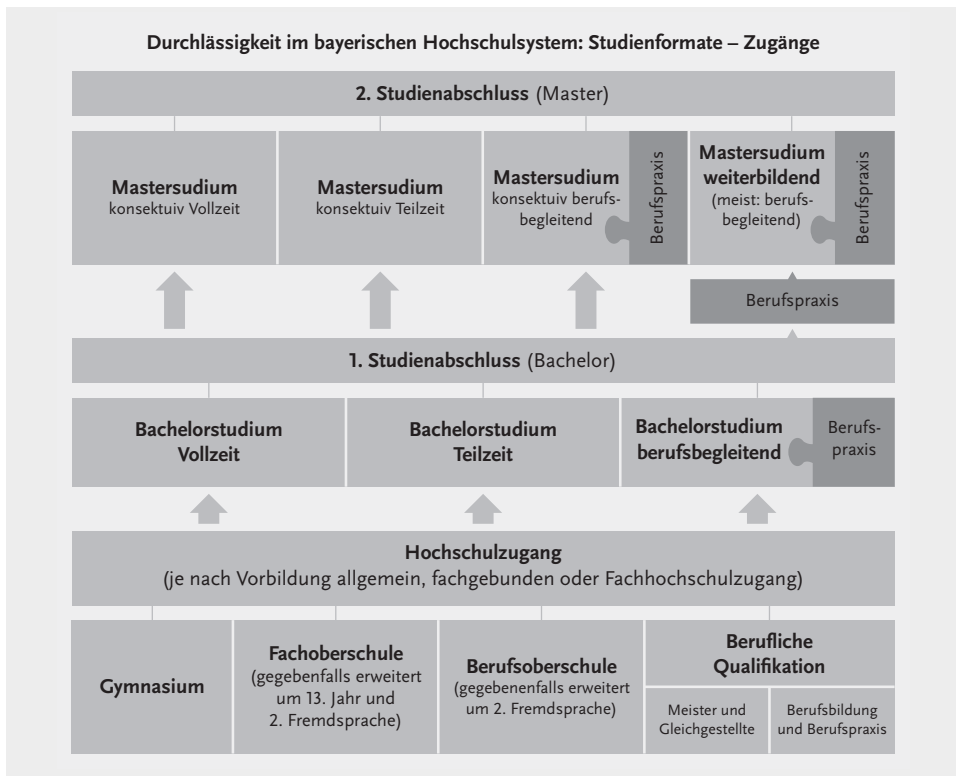 Durchlässigkeit im bayerischen Hochschulsystem: Studienformate – Zugänge
2. Studienabschluss (Master)
Mastersudium
konsektuiv Vollzeit
Mastersudium
konsektuiv Teilzeit
Mastersudium
konsektuiv berufs-
begleitend
Berufspraxis
Mastersudium
weiterbildend
(meist: berufs-
begleitend)
Berufspraxis
Berufspraxis
1. Studienabschluss (Bachelor)
Bachelorstudium
Vollzeit
Bachelorstudium
Teilzeit
Bachelorstudium
berufsbegleitend
Berufs-
praxis
Hochschulzugang
(je nach Vorbildung allgemein, fachgebunden oder Fachhochschulzugang)
Gymnasium
Fachoberschule
(gegebenfalls erweitert
um 13. Jahr und
2. Fremdsprache)
Berufsoberschule
(gegebenenfalls erweitert
um 2. Fremdsprache)
Berufliche
Qualifikation
Meister und
Gleichgestellte
Berufsbildung
und Berufspraxis